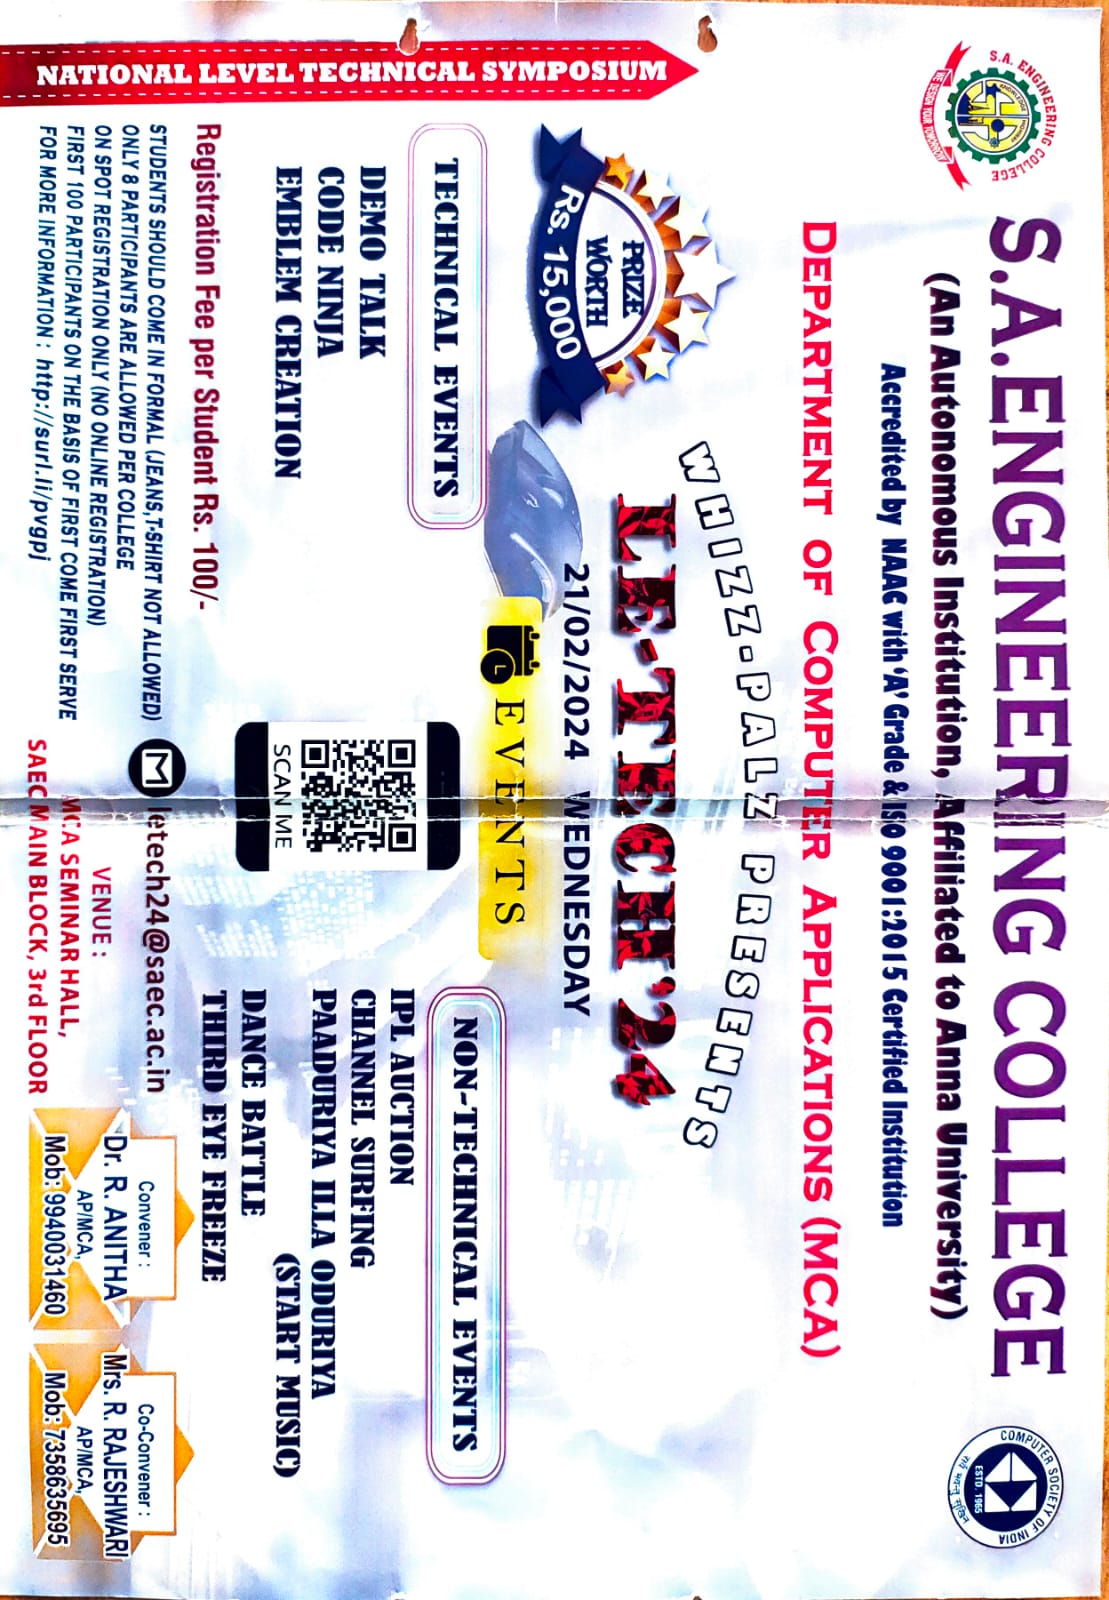 S.A. ENGINEERING COLLEGE
KNOWLEDGE
WE DESIGN YOUR TOMORROW
S.A.ENGINEERING COLLEGE
(An Autonomous Institution, Affiliated to Anna University)
Accredited by NAAC with 'A' Grade & ISO 9001:2015 Certified Institution
COMPUTER SOCIETY OF INDIA
ESTD. 1965
सर्वे भवन्तु सुखिनः
DEPARTMENT OF COMPUTER APPLICATIONS (MCA)
WHIZZ-PALZ PRESENTS
LE-TECH'24
21/02/2024 WEDNESDAY
PRIZE
WORTH
Rs. 15,000
NATIONAL LEVEL TECHNICAL SYMPOSIUM
EVENTS
TECHNICAL EVENTS
DEMO TALK
CODE NINJA
EMBLEM CREATION
SCAN ME
NON-TECHNICAL EVENTS
IPL AUCTION
CHANNEL SURFING
PAADURIYA ILLA ODURIYA
(START MUSIC)
DANCE BATTLE
THIRD EYE FREEZE
Registration Fee per Student Rs. 100/-
STUDENTS SHOULD COME IN FORMAL (JEANS,T-SHIRT NOT ALLOWED)
ONLY 8 PARTICIPANTS ARE ALLOWED PER COLLEGE
ON SPOT REGISTRATION ONLY (NO ONLINE REGISTRATION)
FIRST 100 PARTICIPANTS ON THE BASIS OF FIRST COME FIRST SERVE
FOR MORE INFORMATION : http://surl.li/pvgpj
letech24@saec.ac.in
VENUE :
MCA SEMINAR HALL,
SAEC MAIN BLOCK, 3rd FLOOR
Convener :
Dr. R. ANITHA
AP/MCA,
Mob: 9940031460
Co-Convener :
Mrs. R. RAJESHWARI
AP/MCA,
Mob: 7358635695